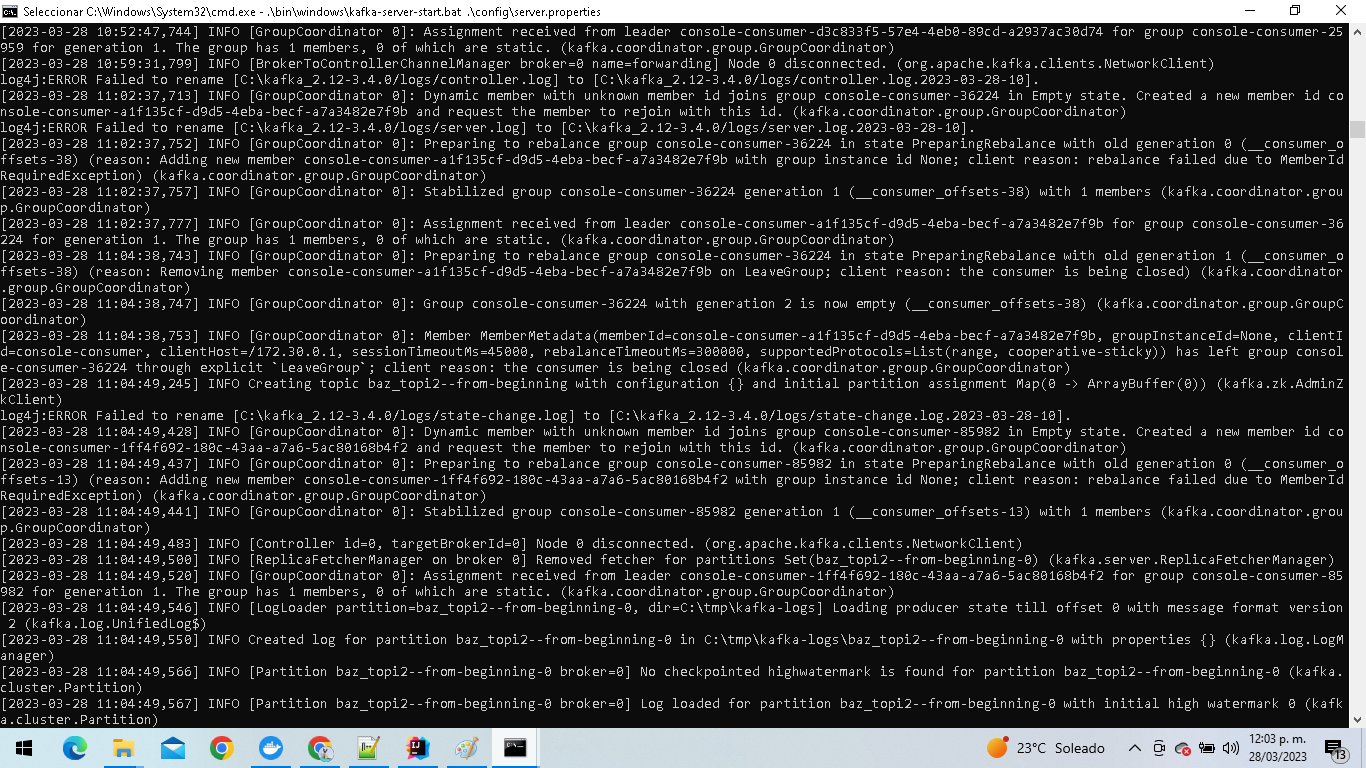 Seleccionar C:\Windows\System32\cmd.exe - .\bin\windows\kafka-server-start.bat .\config\server.properties
[2023-03-28 10:52:47,744] INFO [GroupCoordinator 0]: Assignment received from leader console-consumer-d3c833f5-57e4-4eb0-89cd-a2937ac30d74 for group console-consumer-25
959 for generation 1. The group has 1 members, 0 of which are static. (kafka.coordinator.group.GroupCoordinator)
[2023-03-28 10:59:31,799] INFO [BrokerToControllerChannelManager broker=0 name=forwarding] Node 0 disconnected. (org.apache.kafka.clients.NetworkClient)
log4j:ERROR Failed to rename [C:\kafka_2.12-3.4.0/logs/controller.log] to [C:\kafka_2.12-3.4.0/logs/controller.log.2023-03-28-10].
[2023-03-28 11:02:37,713] INFO [GroupCoordinator 0]: Dynamic member with unknown member id joins group console-consumer-36224 in Empty state. Created a new member id co
nsole-consumer-a1f135cf-d9d5-4eba-becf-a7a3482e7f9b and request the member to rejoin with this id. (kafka.coordinator.group.GroupCoordinator)
log4j:ERROR Failed to rename [C:\kafka_2.12-3.4.0/logs/server.log] to [C:\kafka_2.12-3.4.0/logs/server.log.2023-03-28-10].
[2023-03-28 11:02:37,752] INFO [GroupCoordinator 0]: Preparing to rebalance group console-consumer-36224 in state PreparingRebalance with old generation 0 (__consumer_o
ffsets-38) (reason: Adding new member console-consumer-a1f135cf-d9d5-4eba-becf-a7a3482e7f9b with group instance id None; client reason: rebalance failed due to MemberId
RequiredException) (kafka.coordinator.group.GroupCoordinator)
[2023-03-28 11:02:37,757] INFO [GroupCoordinator 0]: Stabilized group console-consumer-36224 generation 1 (__consumer_offsets-38) with 1 members (kafka.coordinator.grou
p.GroupCoordinator)
[2023-03-28 11:02:37,777] INFO [GroupCoordinator 0]: Assignment received from leader console-consumer-a1f135cf-d9d5-4eba-becf-a7a3482e7f9b for group console-consumer-36
224 for generation 1. The group has 1 members, 0 of which are static. (kafka.coordinator.group.GroupCoordinator)
[2023-03-28 11:04:38,743] INFO [GroupCoordinator 0]: Preparing to rebalance group console-consumer-36224 in state PreparingRebalance with old generation 1 (__consumer_o
ffsets-38) (reason: Removing member console-consumer-a1f135cf-d9d5-4eba-becf-a7a3482e7f9b on LeaveGroup; client reason: the consumer is being closed) (kafka.coordinator
.group.GroupCoordinator)
[2023-03-28 11:04:38,747] INFO [GroupCoordinator 0]: Group console-consumer-36224 with generation 2 is now empty (__consumer_offsets-38) (kafka.coordinator.group.GroupC
oordinator)
[2023-03-28 11:04:38,753] INFO [GroupCoordinator 0]: Member MemberMetadata(memberId=console-consumer-a1f135cf-d9d5-4eba-becf-a7a3482e7f9b, groupInstanceId=None, clientI
d=console-consumer, clientHost=/172.30.0.1, sessionTimeoutMs=45000, rebalanceTimeoutMs=300000, supportedProtocols=List(range, cooperative-sticky)) has left group consol
e-consumer-36224 through explicit `LeaveGroup`; client reason: the consumer is being closed (kafka.coordinator.group.GroupCoordinator)
[2023-03-28 11:04:49,245] INFO Creating topic baz_topi2--from-beginning with configuration {} and initial partition assignment Map(0 -> ArrayBuffer(0)) (kafka.zk.AdminZ
kClient)
log4j:ERROR Failed to rename [C:\kafka_2.12-3.4.0/logs/state-change.log] to [C:\kafka_2.12-3.4.0/logs/state-change.log.2023-03-28-10].
[2023-03-28 11:04:49,428] INFO [GroupCoordinator 0]: Dynamic member with unknown member id joins group console-consumer-85982 in Empty state. Created a new member id co
nsole-consumer-1ff4f692-180c-43aa-a7a6-5ac80168b4f2 and request the member to rejoin with this id. (kafka.coordinator.group.GroupCoordinator)
[2023-03-28 11:04:49,437] INFO [GroupCoordinator 0]: Preparing to rebalance group console-consumer-85982 in state PreparingRebalance with old generation 0 (__consumer_o
ffsets-13) (reason: Adding new member console-consumer-1ff4f692-180c-43aa-a7a6-5ac80168b4f2 with group instance id None; client reason: rebalance failed due to MemberId
RequiredException) (kafka.coordinator.group.GroupCoordinator)
[2023-03-28 11:04:49,441] INFO [GroupCoordinator 0]: Stabilized group console-consumer-85982 generation 1 (__consumer_offsets-13) with 1 members (kafka.coordinator.grou
p.GroupCoordinator)
[2023-03-28 11:04:49,483] INFO [Controller id=0, targetBrokerId=0] Node 0 disconnected. (org.apache.kafka.clients.NetworkClient)
[2023-03-28 11:04:49,500] INFO [ReplicaFetcherManager on broker 0] Removed fetcher for partitions Set(baz_topi2--from-beginning-0) (kafka.server.ReplicaFetcherManager)
[2023-03-28 11:04:49,520] INFO [GroupCoordinator 0]: Assignment received from leader console-consumer-1ff4f692-180c-43aa-a7a6-5ac80168b4f2 for group console-consumer-85
982 for generation 1. The group has 1 members, 0 of which are static. (kafka.coordinator.group.GroupCoordinator)
[2023-03-28 11:04:49,546] INFO [LogLoader partition=baz_topi2--from-beginning-0, dir=C:\tmp\kafka-logs] Loading producer state till offset 0 with message format version
2 (kafka.log.UnifiedLog$)
[2023-03-28 11:04:49,550] INFO Created log for partition baz_topi2--from-beginning-0 in C:\tmp\kafka-logs\baz_topi2--from-beginning-0 with properties {} (kafka.log.LogM
anager)
[2023-03-28 11:04:49,566] INFO [Partition baz_topi2--from-beginning-0 broker=0] No checkpointed highwatermark is found for partition baz_topi2--from-beginning-0 (kafka.
cluster.Partition)
[2023-03-28 11:04:49,567] INFO [Partition baz_topi2--from-beginning-0 broker=0] Log loaded for partition baz_topi2--from-beginning-0 with initial high watermark 0 (kafk
a.cluster.Partition)
23°C Soleado
12:03 p. m.
28/03/2023
13